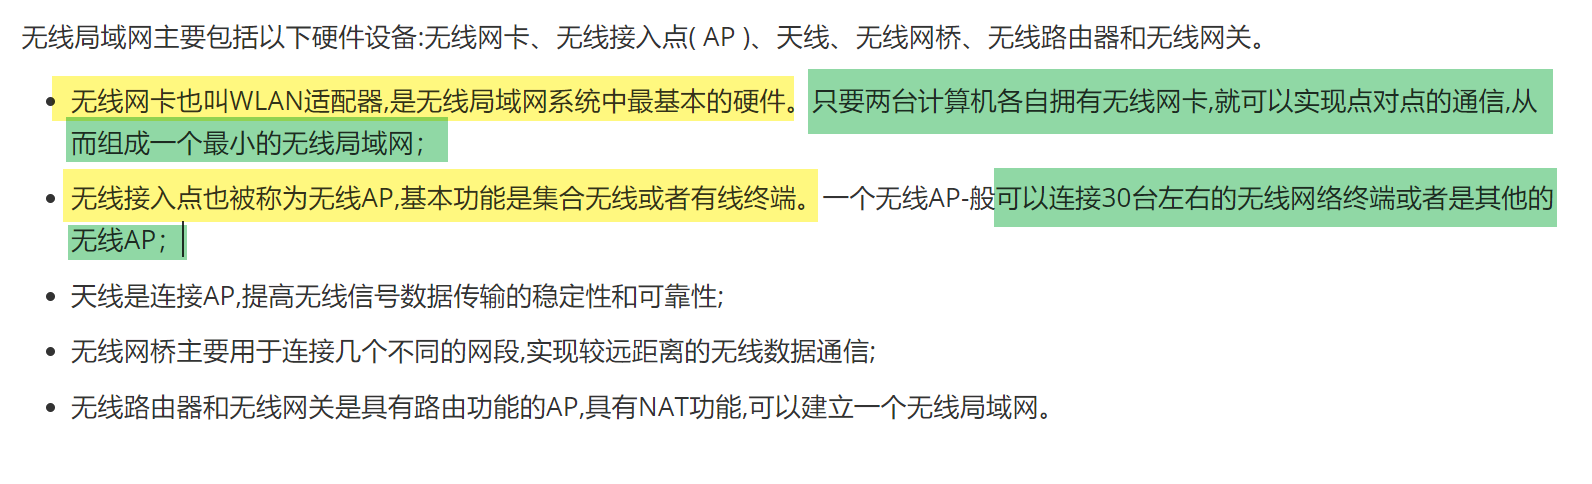 无线局域网主要包括以下硬件设备:无线网卡、无线接入点( AP )、天线、无线网桥、无线路由器和无线网关。
无线网卡也叫WLAN适配器,是无线局域网系统中最基本的硬件。只要两台计算机各自拥有无线网卡,就可以实现点对点的通信,从
而组成一个最小的无线局域网；
无线接入点也被称为无线AP,基本功能是集合无线或者有线终端。一个无线AP-般可以连接30台左右的无线网络终端或者是其他的
无线AP；
天线是连接AP,提高无线信号数据传输的稳定性和可靠性;
无线网桥主要用于连接几个不同的网段,实现较远距离的无线数据通信;
无线路由器和无线网关是具有路由功能的AP,具有NAT功能,可以建立一个无线局域网。